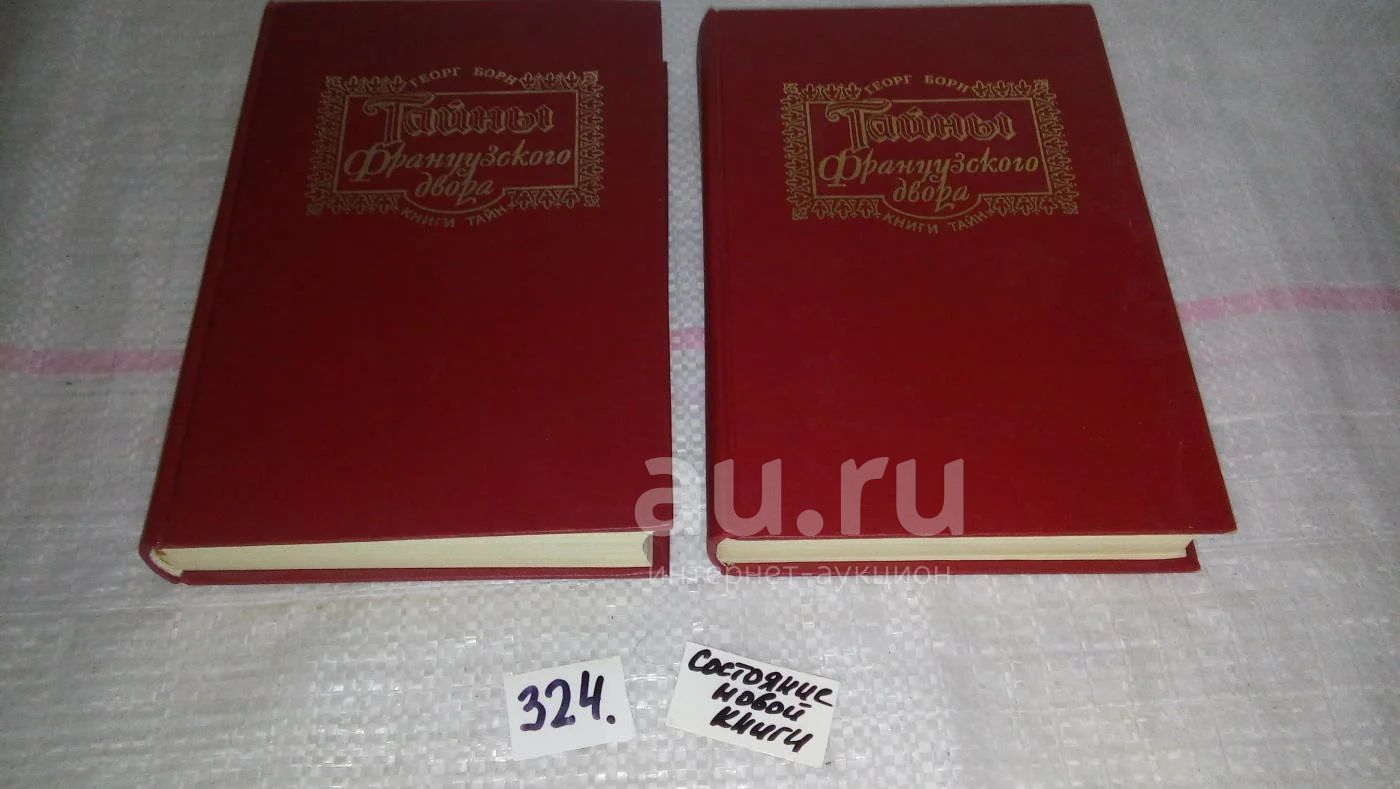 ГЕОРГ БОРН
Тайны
Французского
двора
КНИГИ ТАЙН
ГЕОРГ БОРН
Тайны
Французского
двора
КНИГИ ТАЙН
au.ru
интернет-аукцион
324.
Состояние
новой
книги